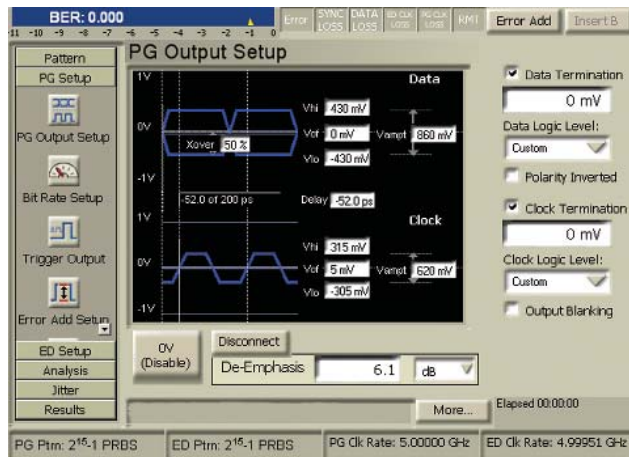 BER: 0.000
-11 -10 -9 -8 -7 -6 -5 -4 -3 -2 -1 0
Error
SYNC LOSS
DATA LOSS
ED CLK LOSS
PG CLK LOSS
RMT
Error Add
Insert B
Pattern
PG Setup
PG Output Setup
Bit Rate Setup
Trigger Output
Error Add Setup
ED Setup
Analysis
Jitter
Results
PG Output Setup
1V
Data
Vhi 430 mV
0V
Vof 0 mV
Vampt 860 mV
Xover 50 %
Vlo -430 mV
-1V
-52.0 of 200 ps
Delay -52.0 ps
1V
Clock
Vhi 315 mV
0V
Vof 5 mV
Vampt 620 mV
Vlo -305 mV
-1V
0V
(Disable)
Disconnect
De-Emphasis 6.1 dB
More...
Data Termination
0 mV
Data Logic Level:
Custom
Polarity Inverted
Clock Termination
0 mV
Clock Logic Level:
Custom
Output Blanking
Elapsed 00:00:00
PG Ptrn: 2^15-1 PRBS
ED Ptrn: 2^15-1 PRBS
PG Clk Rate: 5.00000 GHz
ED Clk Rate: 4.99951 GHz